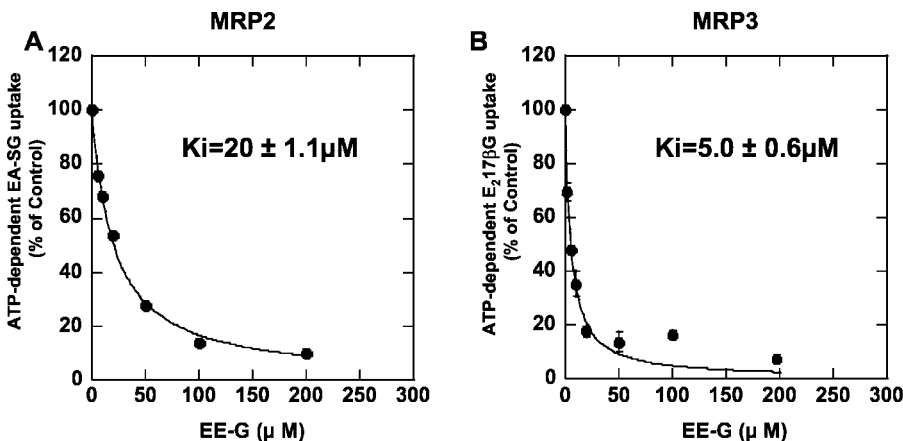 MRP2
A
ATP-dependent EA-SG uptake
(% of Control)
120
100
80
60
40
20
0
Ki=20 ± 1.1μM
0 50 100 150 200 250 300
EE-G (μ M)
MRP3
B
ATP-dependent E₂17βG uptake
(% of Control)
120
100
80
60
40
20
0
Ki=5.0 ± 0.6μM
0 50 100 150 200 250 300
EE-G (μ M)